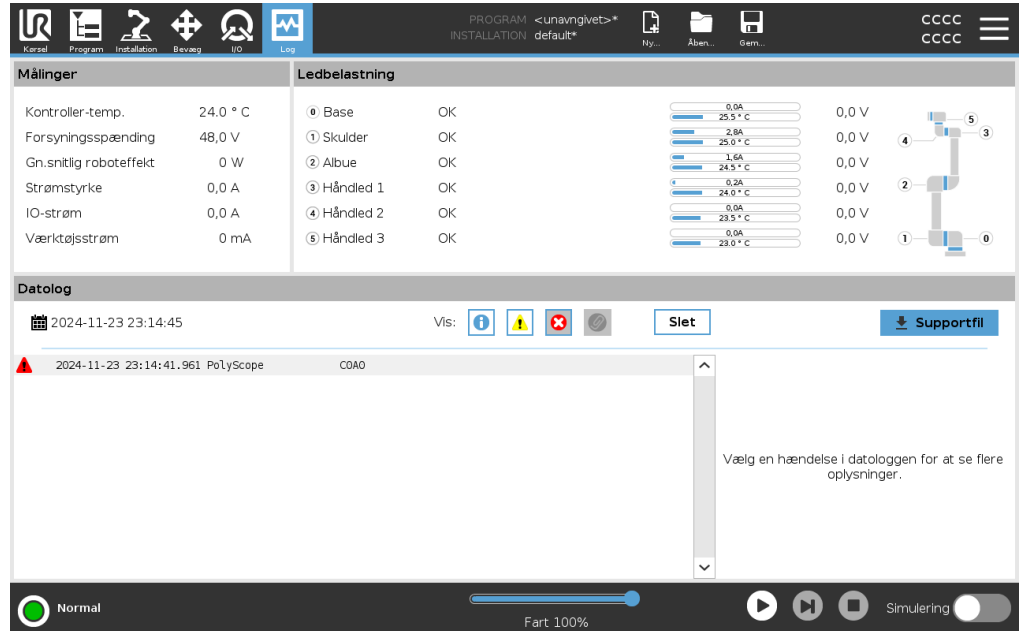 UR
Kørsel
Program
Installation
Bevæg
I/O
Log
PROGRAM <unavngivet>*
INSTALLATION default*
Ny...
Åben...
Gem...
CCCC
CCCC
Målinger
Ledbelastning
Kontroller-temp. 24.0 ° C
Forsyningsspænding 48,0 V
Gn.snitlig roboteffekt 0 W
Strømstyrke 0,0 A
IO-strøm 0,0 A
Værktøjsstrøm 0 mA
0 Base OK 0,0A 25.5 ° C 0,0 V
1 Skulder OK 2,8A 25.0 ° C 0,0 V
2 Albue OK 1,6A 24.5 ° C 0,0 V
3 Håndled 1 OK 0,2A 24.0 ° C 0,0 V
4 Håndled 2 OK 0,0A 23.5 ° C 0,0 V
5 Håndled 3 OK 0,0A 23.0 ° C 0,0 V
5
4 3
2
1 0
Datolog
2024-11-23 23:14:45 Vis: Slet Supportfil
2024-11-23 23:14:41.961 PolyScope C0A0
Vælg en hændelse i datologgen for at se flere
oplysninger.
Normal
Fart 100%
Simulering